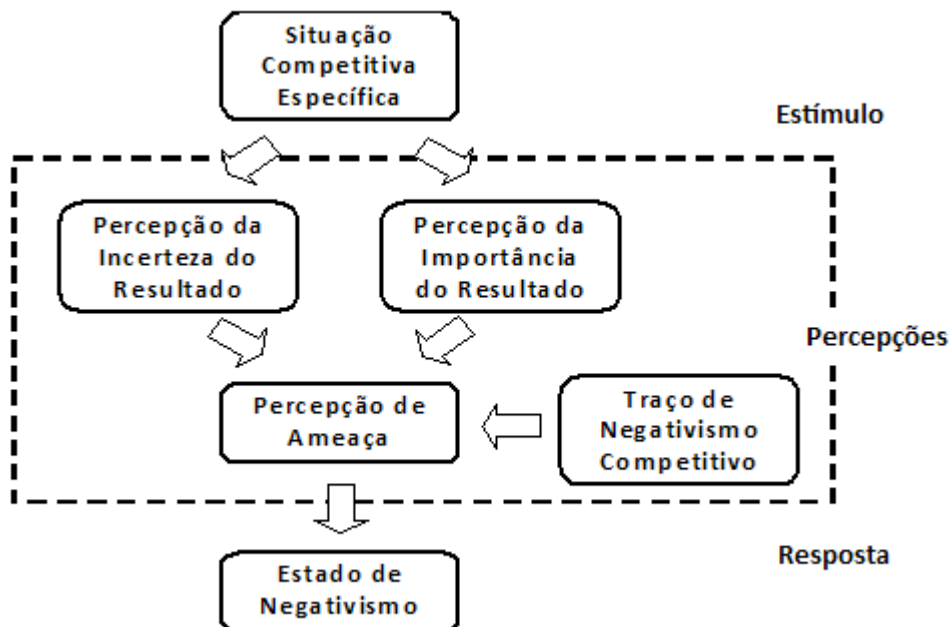 Situação
Competitiva
Específica
Estímulo
Percepção da
Incerteza do
Resultado
Percepção da
Importância
do Resultado
Percepções
Percepção de
Ameaça
Traço de
Negativismo
Competitivo
Resposta
Estado de
Negativismo